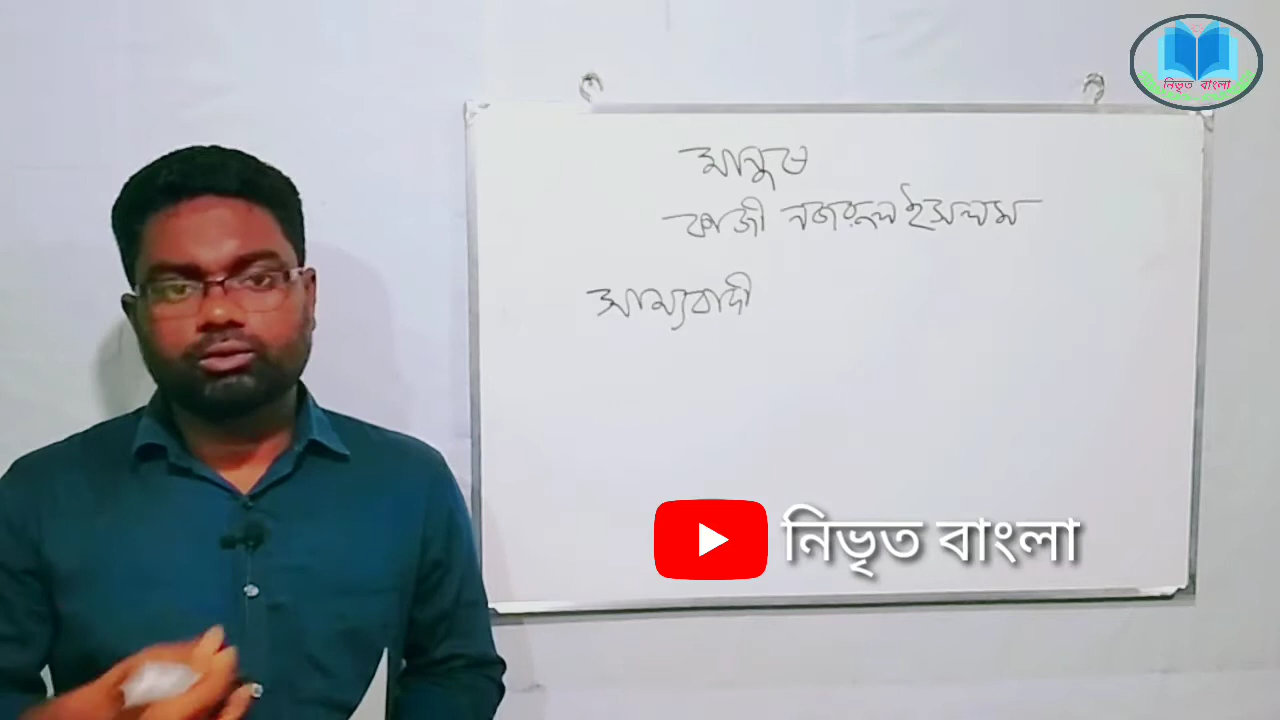 নিভৃত বাংলা
মানুষ
কাজী নজরুল ইসলাম
সাম্যবাদী
নিভৃত বাংলা